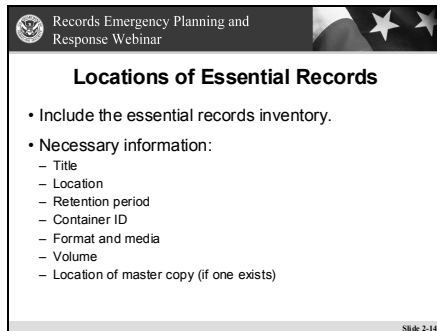 Records Emergency Planning and
Response Webinar
Locations of Essential Records
• Include the essential records inventory.
• Necessary information:
– Title
– Location
– Retention period
– Container ID
– Format and media
– Volume
– Location of master copy (if one exists)
Slide 2-14